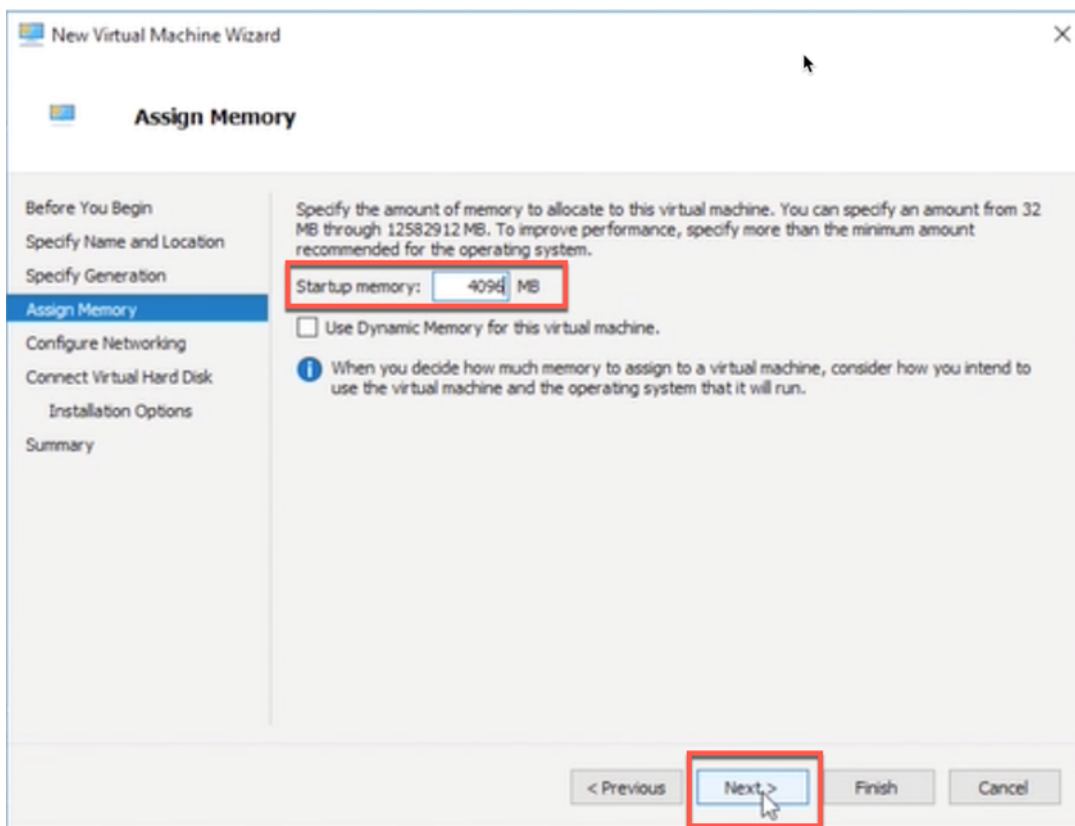 New Virtual Machine Wizard
Assign Memory
Before You Begin
Specify Name and Location
Specify Generation
Assign Memory
Configure Networking
Connect Virtual Hard Disk
Installation Options
Summary
Specify the amount of memory to allocate to this virtual machine. You can specify an amount from 32
MB through 12582912 MB. To improve performance, specify more than the minimum amount
recommended for the operating system.
Startup memory: 4096 MB
Use Dynamic Memory for this virtual machine.
When you decide how much memory to assign to a virtual machine, consider how you intend to
use the virtual machine and the operating system that it will run.
< Previous
Next >
Finish
Cancel